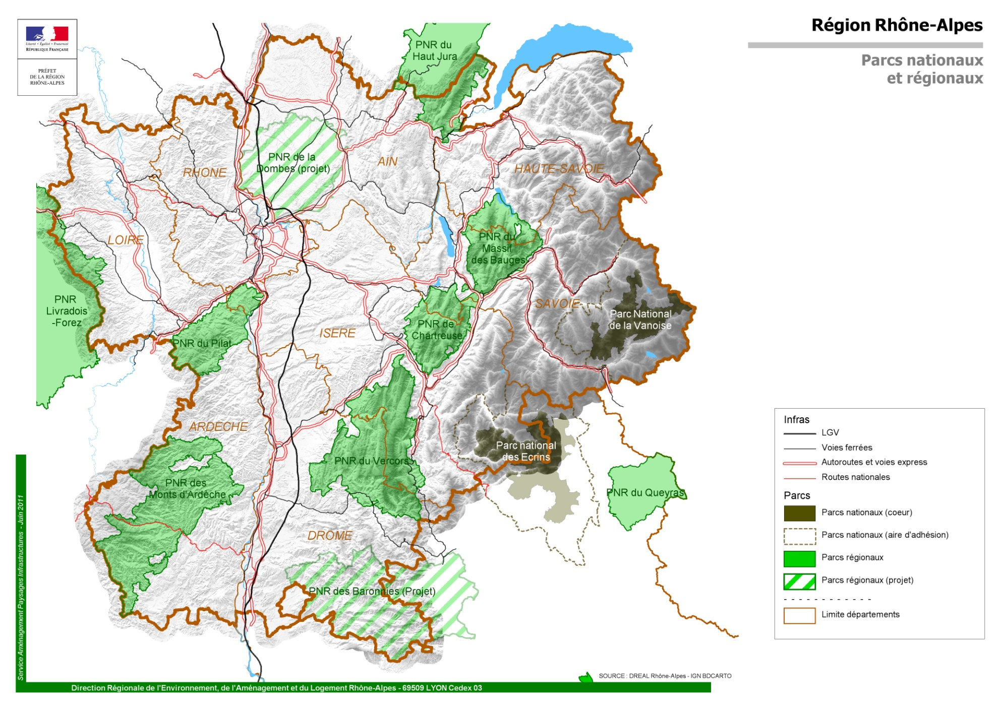 Région Rhône-Alpes
Parcs nationaux
et régionaux
Liberté • Égalité • Fraternité
RÉPUBLIQUE FRANÇAISE
PRÉFET
DE LA RÉGION
RHÔNE-ALPES
PNR du
Haut Jura
PNR de la
Dombes (projet)
RHONE
AIN
HAUTE-SAVOIE
LOIRE
PNR du
Massif
des Bauges
PNR
Livradois
-Forez
SAVOIE
Parc National
de la Vanoise
ISERE
PNR de
Chartreuse
PNR du Pilat
ARDECHE
Parc national
des Ecrins
PNR du Vercors
PNR des
Monts d'Ardèche
PNR du Queyras
DROME
PNR des Baronnies (Projet)
Infras
LGV
Voies ferrées
Autoroutes et voies express
Routes nationales
Parcs
Parcs nationaux (coeur)
Parcs nationaux (aire d'adhésion)
Parcs régionaux
Parcs régionaux (projet)
Limite départements
Service Aménagement Paysages Infrastructures - Juin 2011
SOURCE : DREAL Rhône-Alpes - IGN BDCARTO
Direction Régionale de l'Environnement, de l'Aménagement et du Logement Rhône-Alpes - 69509 LYON Cedex 03